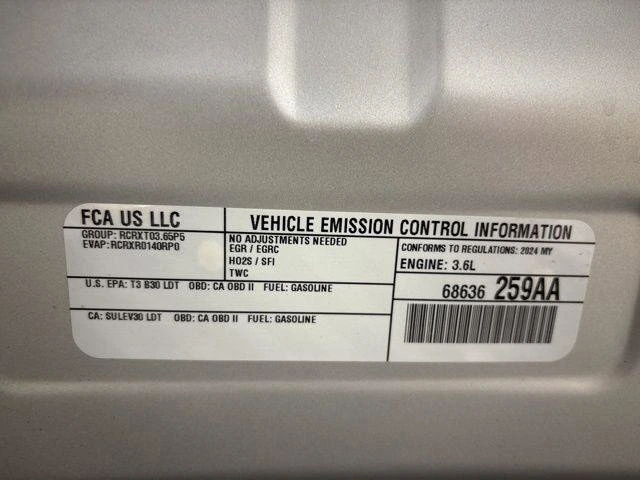 FCA US LLC
GROUP: RCRXT03.65P5
EVAP: RCRXR0140RP0
VEHICLE EMISSION CONTROL INFORMATION
NO ADJUSTMENTS NEEDED
EGR / EGRC
HO2S / SFI
TWC
CONFORMS TO REGULATIONS: 2024 MY
ENGINE: 3.6L
U.S. EPA: T3 B30 LDT OBD: CA OBD II FUEL: GASOLINE
CA: SULEV30 LDT OBD: CA OBD II FUEL: GASOLINE
68636 259AA